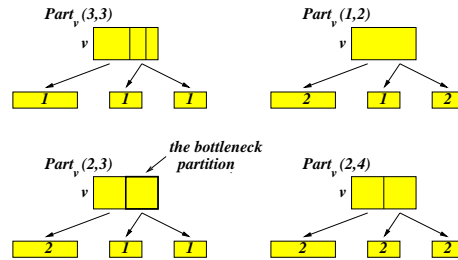 Part_v(3,3)
v
1 1 1
Part_v(1,2)
v
2 1 2
the bottleneck
partition
Part_v(2,3)
v
2 1 1
Part_v(2,4)
v
2 2 2